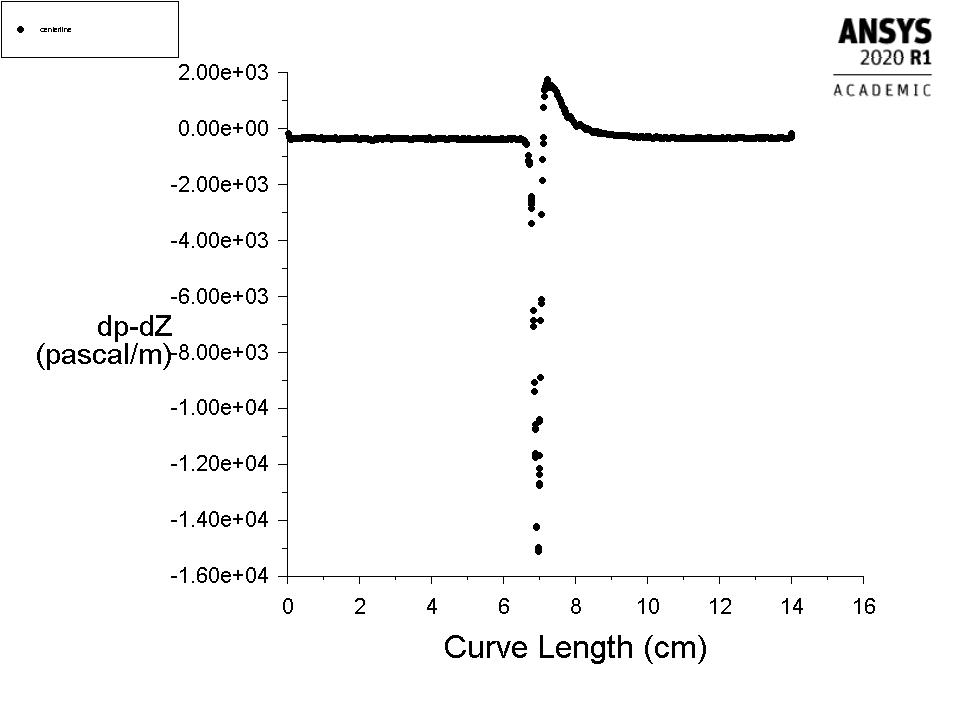 centerline
ANSYS
2020 R1
ACADEMIC
2.00e+03
0.00e+00
-2.00e+03
-4.00e+03
-6.00e+03
-8.00e+03
-1.00e+04
-1.20e+04
-1.40e+04
-1.60e+04
dp-dZ
(pascal/m)
0 2 4 6 8 10 12 14 16
Curve Length (cm)